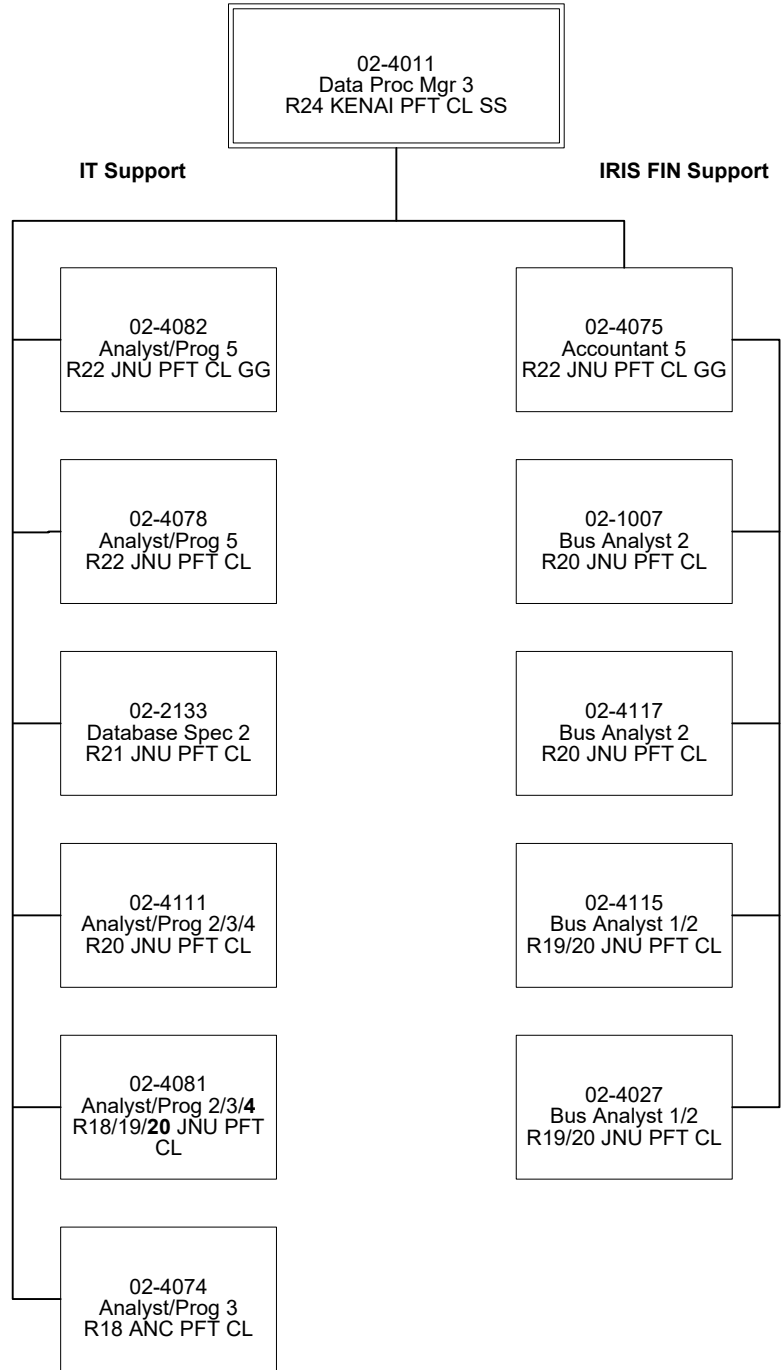 02-4011
Data Proc Mgr 3
R24 KENAI PFT CL SS
IT Support
IRIS FIN Support
02-4082
Analyst/Prog 5
R22 JNU PFT CL GG
02-4075
Accountant 5
R22 JNU PFT CL GG
02-4078
Analyst/Prog 5
R22 JNU PFT CL
02-1007
Bus Analyst 2
R20 JNU PFT CL
02-2133
Database Spec 2
R21 JNU PFT CL
02-4117
Bus Analyst 2
R20 JNU PFT CL
02-4111
Analyst/Prog 2/3/4
R20 JNU PFT CL
02-4115
Bus Analyst 1/2
R19/20 JNU PFT CL
02-4081
Analyst/Prog 2/3/4
R18/19/20 JNU PFT
CL
02-4027
Bus Analyst 1/2
R19/20 JNU PFT CL
02-4074
Analyst/Prog 3
R18 ANC PFT CL